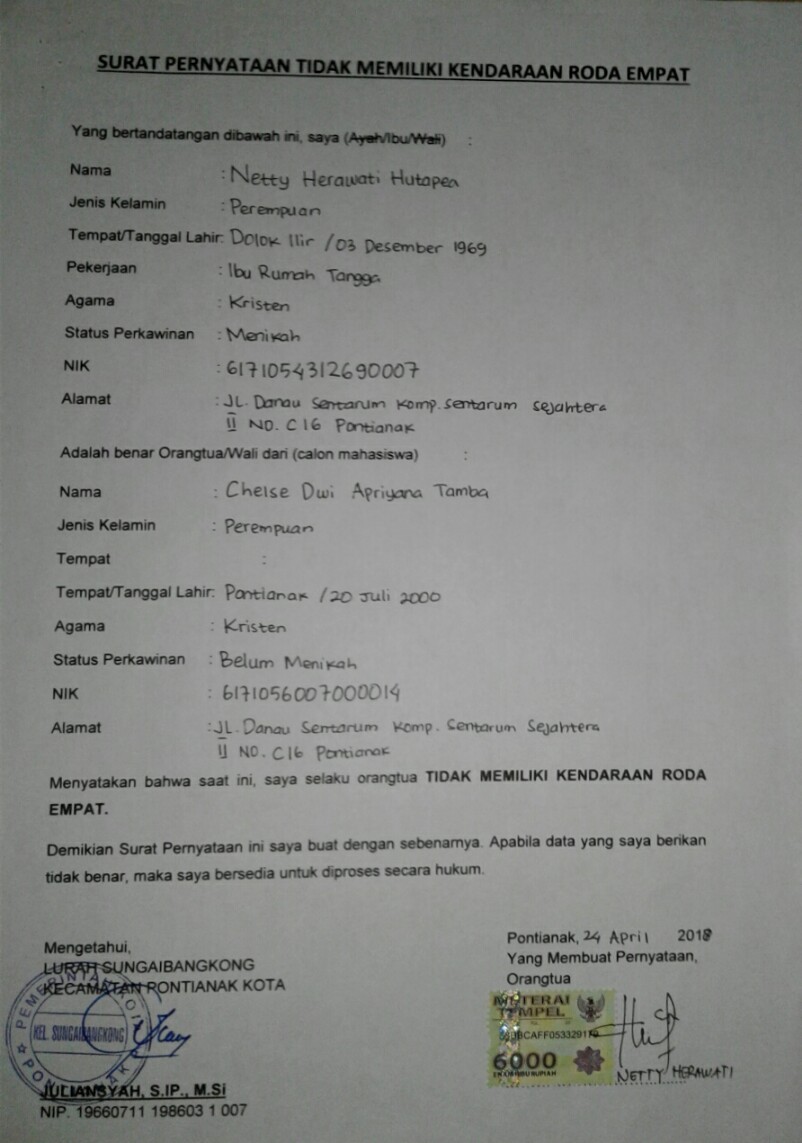 SURAT PERNYATAAN TIDAK MEMILIKI KENDARAAN RODA EMPAT
Yang bertandatangan dibawah ini, saya (Ayah/Ibu/Wali) :
Nama : Netty Herawati Hutapea
Jenis Kelamin : Perempuan
Tempat/Tanggal Lahir: Dolok Ilir / 03 Desember 1969
Pekerjaan : Ibu Rumah Tangga
Agama : Kristen
Status Perkawinan : Menikah
NIK : 6171054312690007
Alamat : JL. Danau Sentarum Komp. Sentarum Sejahtera
II NO. C16 Pontianak
Adalah benar Orangtua/Wali dari (calon mahasiswa) :
Nama : Chelse Dwi Apriyana Tamba
Jenis Kelamin : Perempuan
Tempat :
Tempat/Tanggal Lahir: Pontianak / 20 Juli 2000
Agama : Kristen
Status Perkawinan : Belum Menikah
NIK : 6171056007000014
Alamat : JL. Danau Sentarum Komp. Sentarum Sejahtera
II NO. C16 Pontianak
Menyatakan bahwa saat ini, saya selaku orangtua TIDAK MEMILIKI KENDARAAN RODA
EMPAT.
Demikian Surat Pernyataan ini saya buat dengan sebenarnya. Apabila data yang saya berikan
tidak benar, maka saya bersedia untuk diproses secara hukum.
Pontianak, 24 April 2018
Yang Membuat Pernyataan,
Orangtua
METERAI
TEMPEL
6000
ENAM RIBU RUPIAH
NETTY HERAWATI
Mengetahui,
LURAH SUNGAIBANGKONG
KECAMATAN PONTIANAK KOTA
KEL. SUNGAIBANGKONG
JULIANSYAH, S.IP., M.Si
NIP. 19660711 198603 1 007